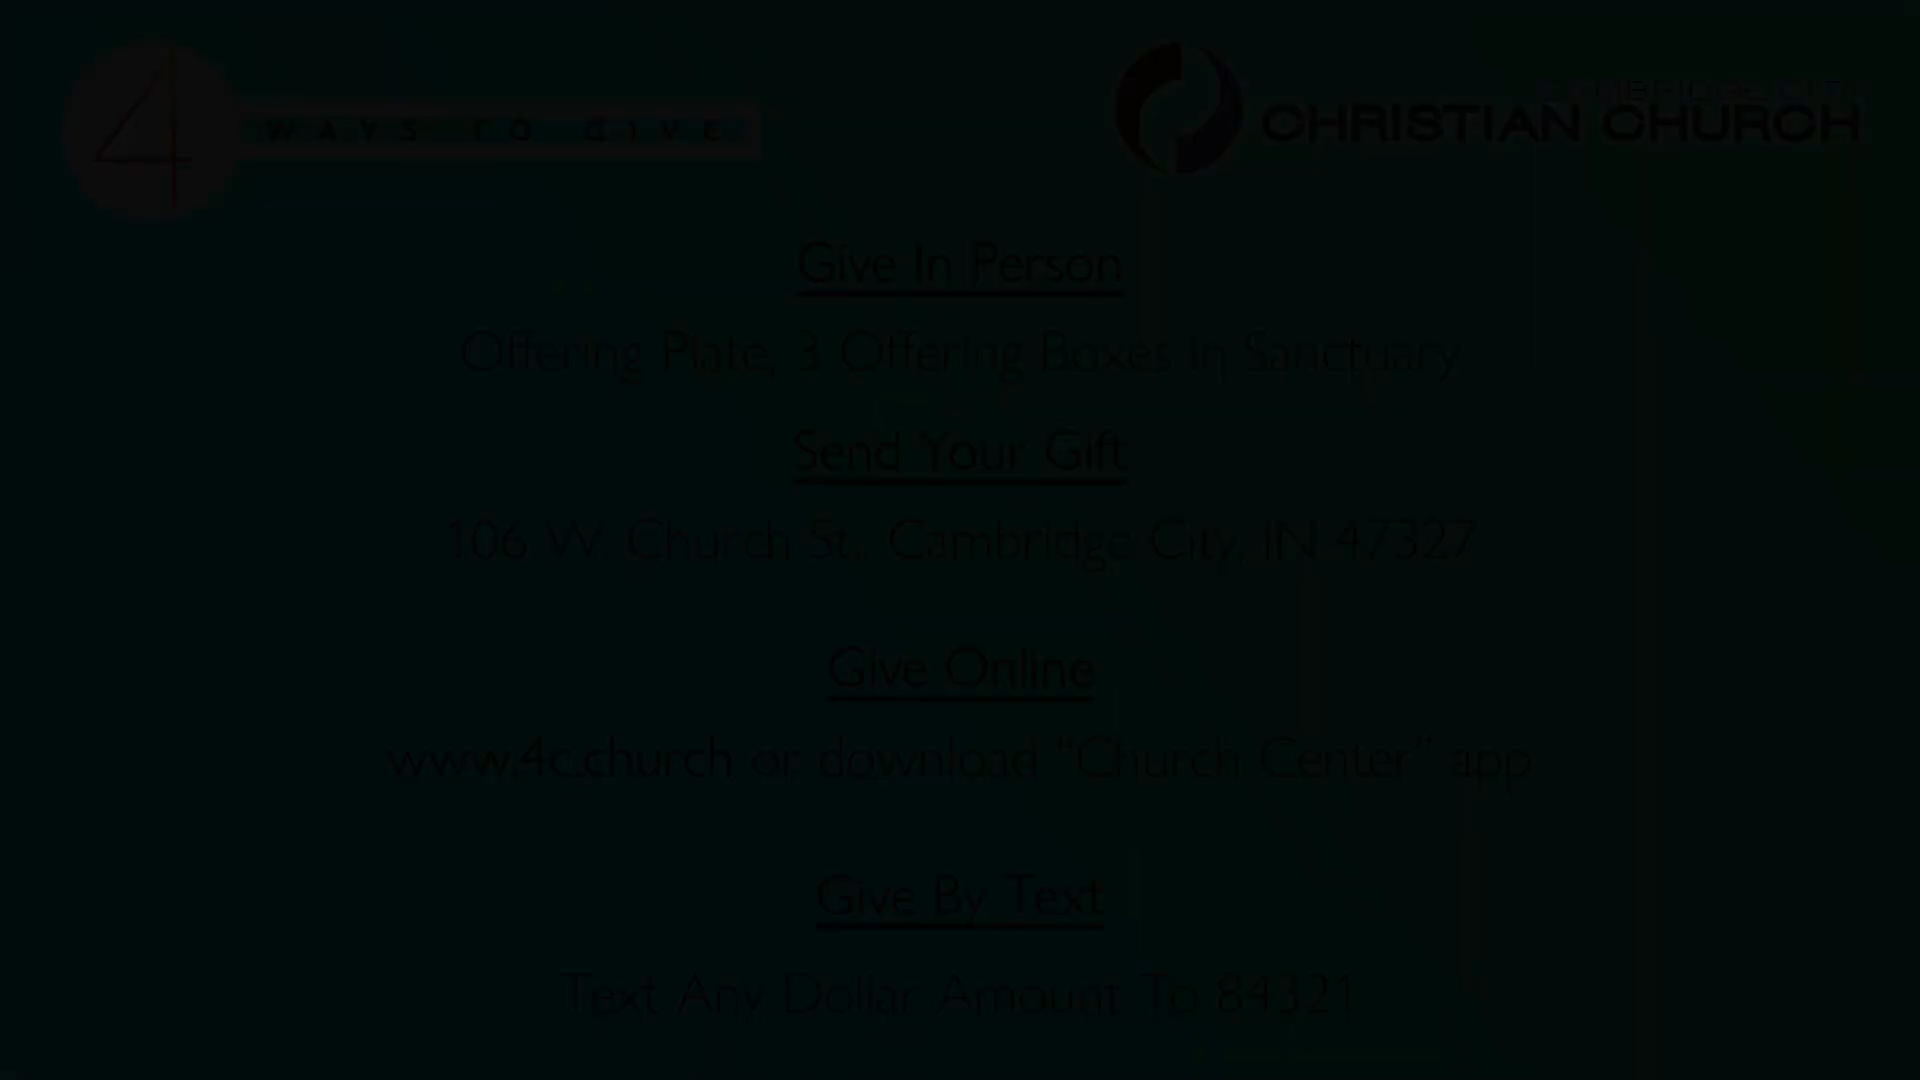 4 WAYS TO GIVE
CAMBRIDGE CITY
CHRISTIAN CHURCH
Give In Person
Offering Plate, 3 Offering Boxes in Sanctuary
Send Your Gift
106 W. Church St., Cambridge City, IN 47327
Give Online
www.4c.church or download "Church Center" app
Give By Text
Text Any Dollar Amount To 84321